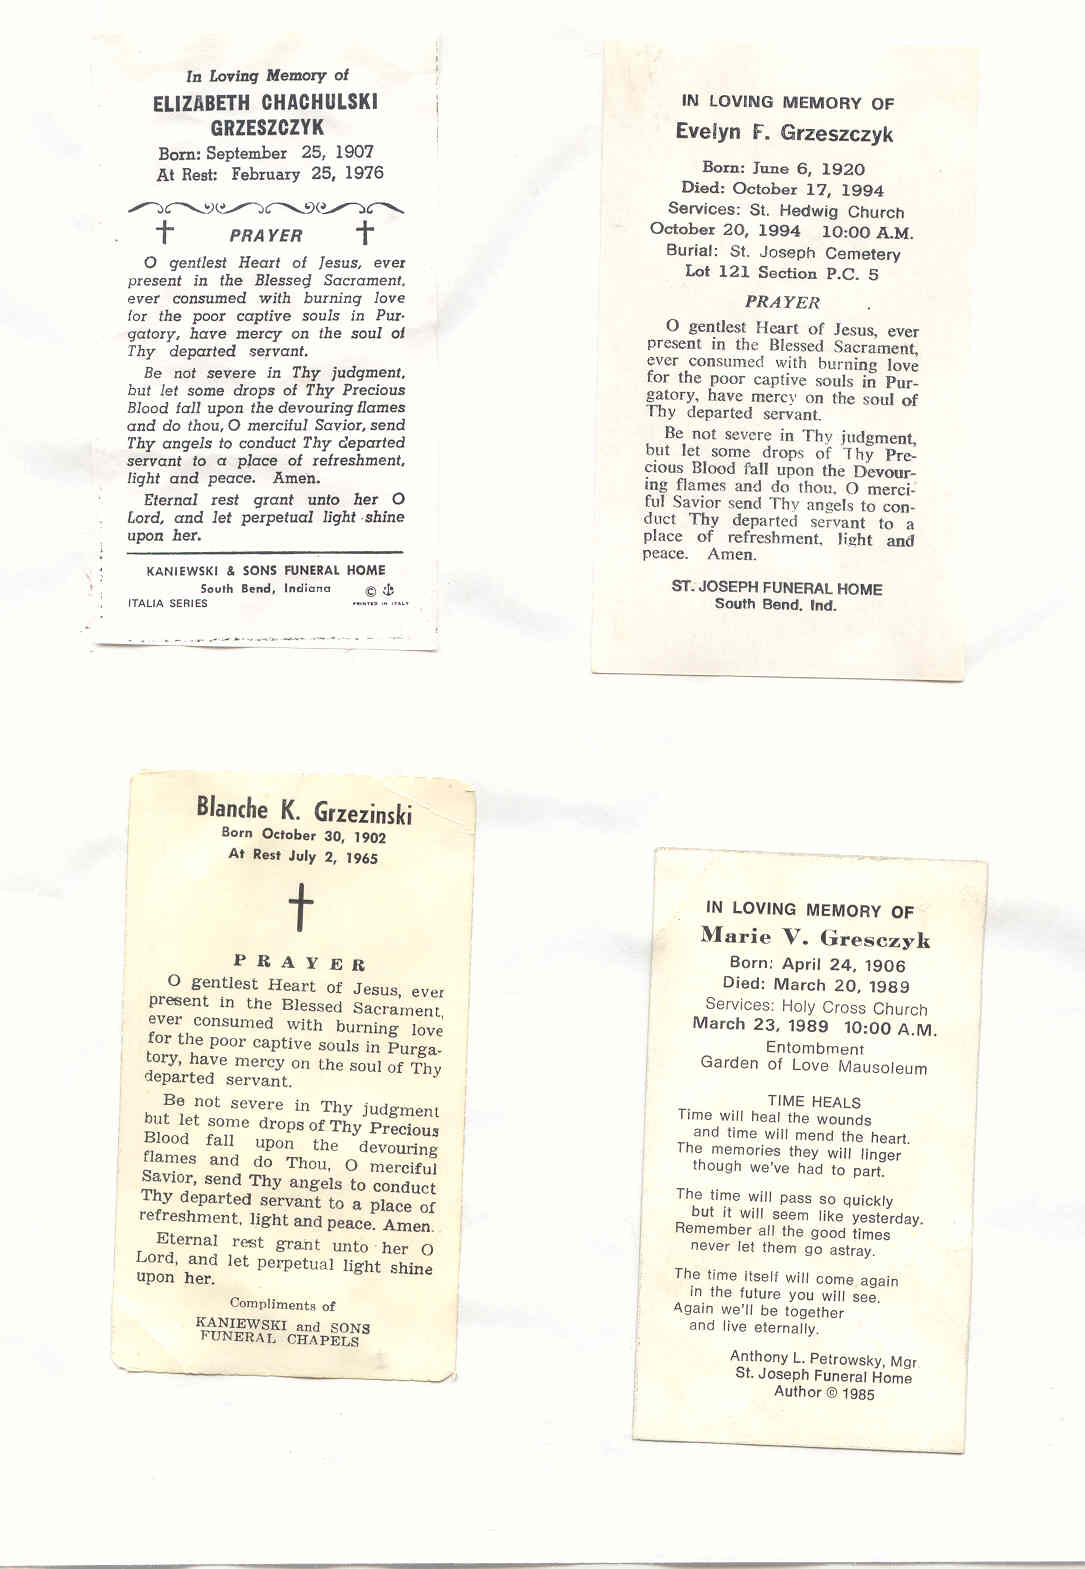 In Loving Memory of
ELIZABETH CHACHULSKI
GRZESZCZYK
Born: September 25, 1907
At Rest: February 25, 1976
PRAYER
O gentlest Heart of Jesus, ever
present in the Blessed Sacrament,
ever consumed with burning love
for the poor captive souls in Pur-
gatory, have mercy on the soul of
Thy departed servant.
Be not severe in Thy judgment,
but let some drops of Thy Precious
Blood fall upon the devouring flames
and do thou, O merciful Savior, send
Thy angels to conduct Thy departed
servant to a place of refreshment,
light and peace. Amen.
Eternal rest grant unto her O
Lord, and let perpetual light shine
upon her.
KANIEWSKI & SONS FUNERAL HOME
South Bend, Indiana ©
ITALIA SERIES PRINTED IN ITALY
IN LOVING MEMORY OF
Evelyn F. Grzeszczyk
Born: June 6, 1920
Died: October 17, 1994
Services: St. Hedwig Church
October 20, 1994 10:00 A.M.
Burial: St. Joseph Cemetery
Lot 121 Section P.C. 5
PRAYER
O gentlest Heart of Jesus, ever
present in the Blessed Sacrament,
ever consumed with burning love
for the poor captive souls in Pur-
gatory, have mercy on the soul of
Thy departed servant.
Be not severe in Thy judgment,
but let some drops of Thy Pre-
cious Blood fall upon the Devour-
ing flames and do thou, O merci-
ful Savior send Thy angels to con-
duct Thy departed servant to a
place of refreshment, light and
peace. Amen.
ST. JOSEPH FUNERAL HOME
South Bend, Ind.
Blanche K. Grzezinski
Born October 30, 1902
At Rest July 2, 1965
PRAYER
O gentlest Heart of Jesus, ever
present in the Blessed Sacrament,
ever consumed with burning love
for the poor captive souls in Purga-
tory, have mercy on the soul of Thy
departed servant.
Be not severe in Thy judgment
but let some drops of Thy Precious
Blood fall upon the devouring
flames and do Thou, O merciful
Savior, send Thy angels to conduct
Thy departed servant to a place of
refreshment, light and peace. Amen.
Eternal rest grant unto her O
Lord, and let perpetual light shine
upon her.
Compliments of
KANIEWSKI and SONS
FUNERAL CHAPELS
IN LOVING MEMORY OF
Marie V. Gresczyk
Born: April 24, 1906
Died: March 20, 1989
Services: Holy Cross Church
March 23, 1989 10:00 A.M.
Entombment
Garden of Love Mausoleum
TIME HEALS
Time will heal the wounds
and time will mend the heart.
The memories they will linger
though we've had to part.
The time will pass so quickly
but it will seem like yesterday.
Remember all the good times
never let them go astray.
The time itself will come again
in the future you will see.
Again we'll be together
and live eternally.
Anthony L. Petrowsky, Mgr
St. Joseph Funeral Home
Author © 1985